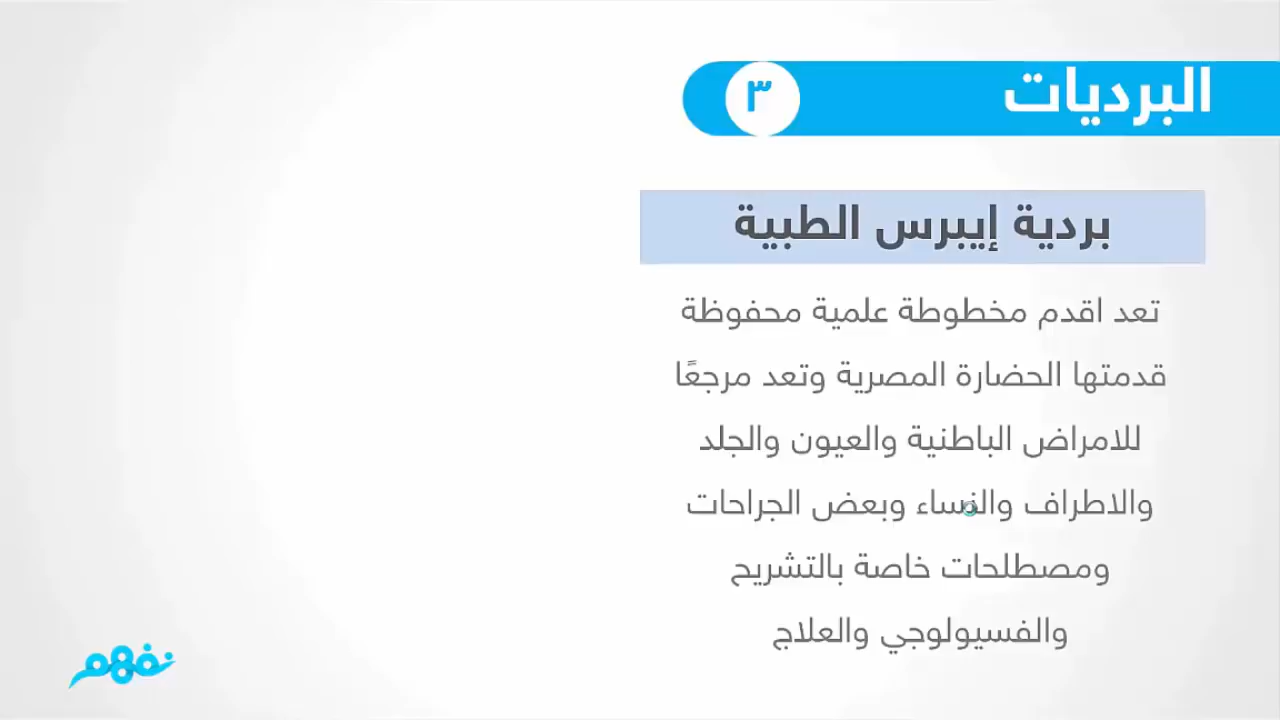 البرديات ٣
بردية إيبرس الطبية
تعد اقدم مخطوطة علمية محفوظة
قدمتها الحضارة المصرية وتعد مرجعًا
للامراض الباطنية والعيون والجلد
والاطراف والنساء وبعض الجراحات
ومصطلحات خاصة بالتشريح
والفسيولوجي والعلاج
نفهم